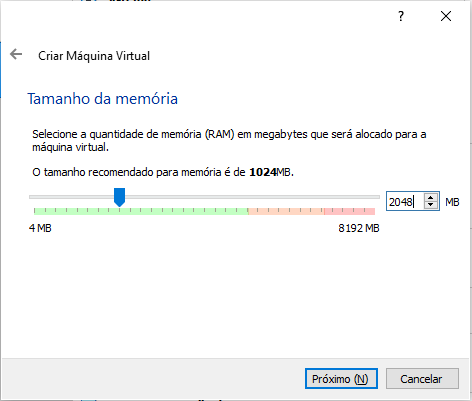 ?
Criar Máquina Virtual
Tamanho da memória
Selecione a quantidade de memória (RAM) em megabytes que será alocado para a
máquina virtual.
O tamanho recomendado para memória é de 1024MB.
2048 MB
4 MB 8192 MB
Próximo (N) Cancelar